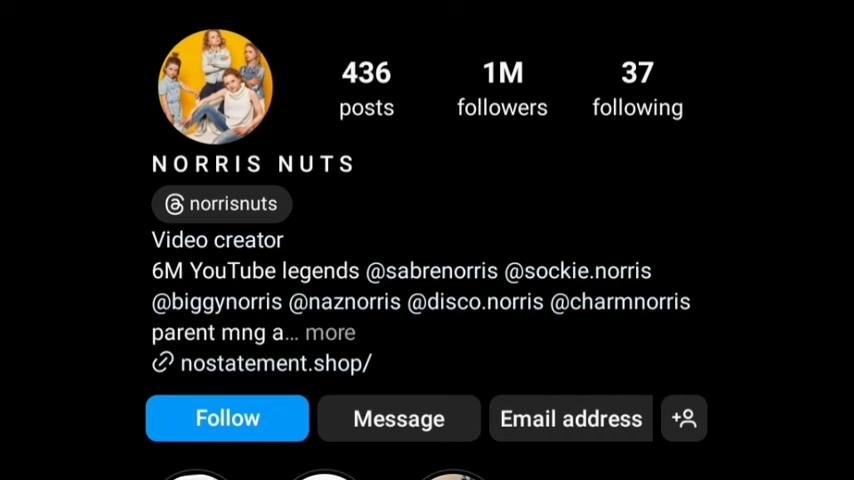 436 1M 37
posts followers following
NORRIS NUTS
norrisnuts
Video creator
6M YouTube legends @sabrenorris @sockie.norris
@biggynorris @naznorris @disco.norris @charmnorris
parent mng a... more
nostatement.shop/
Follow Message Email address